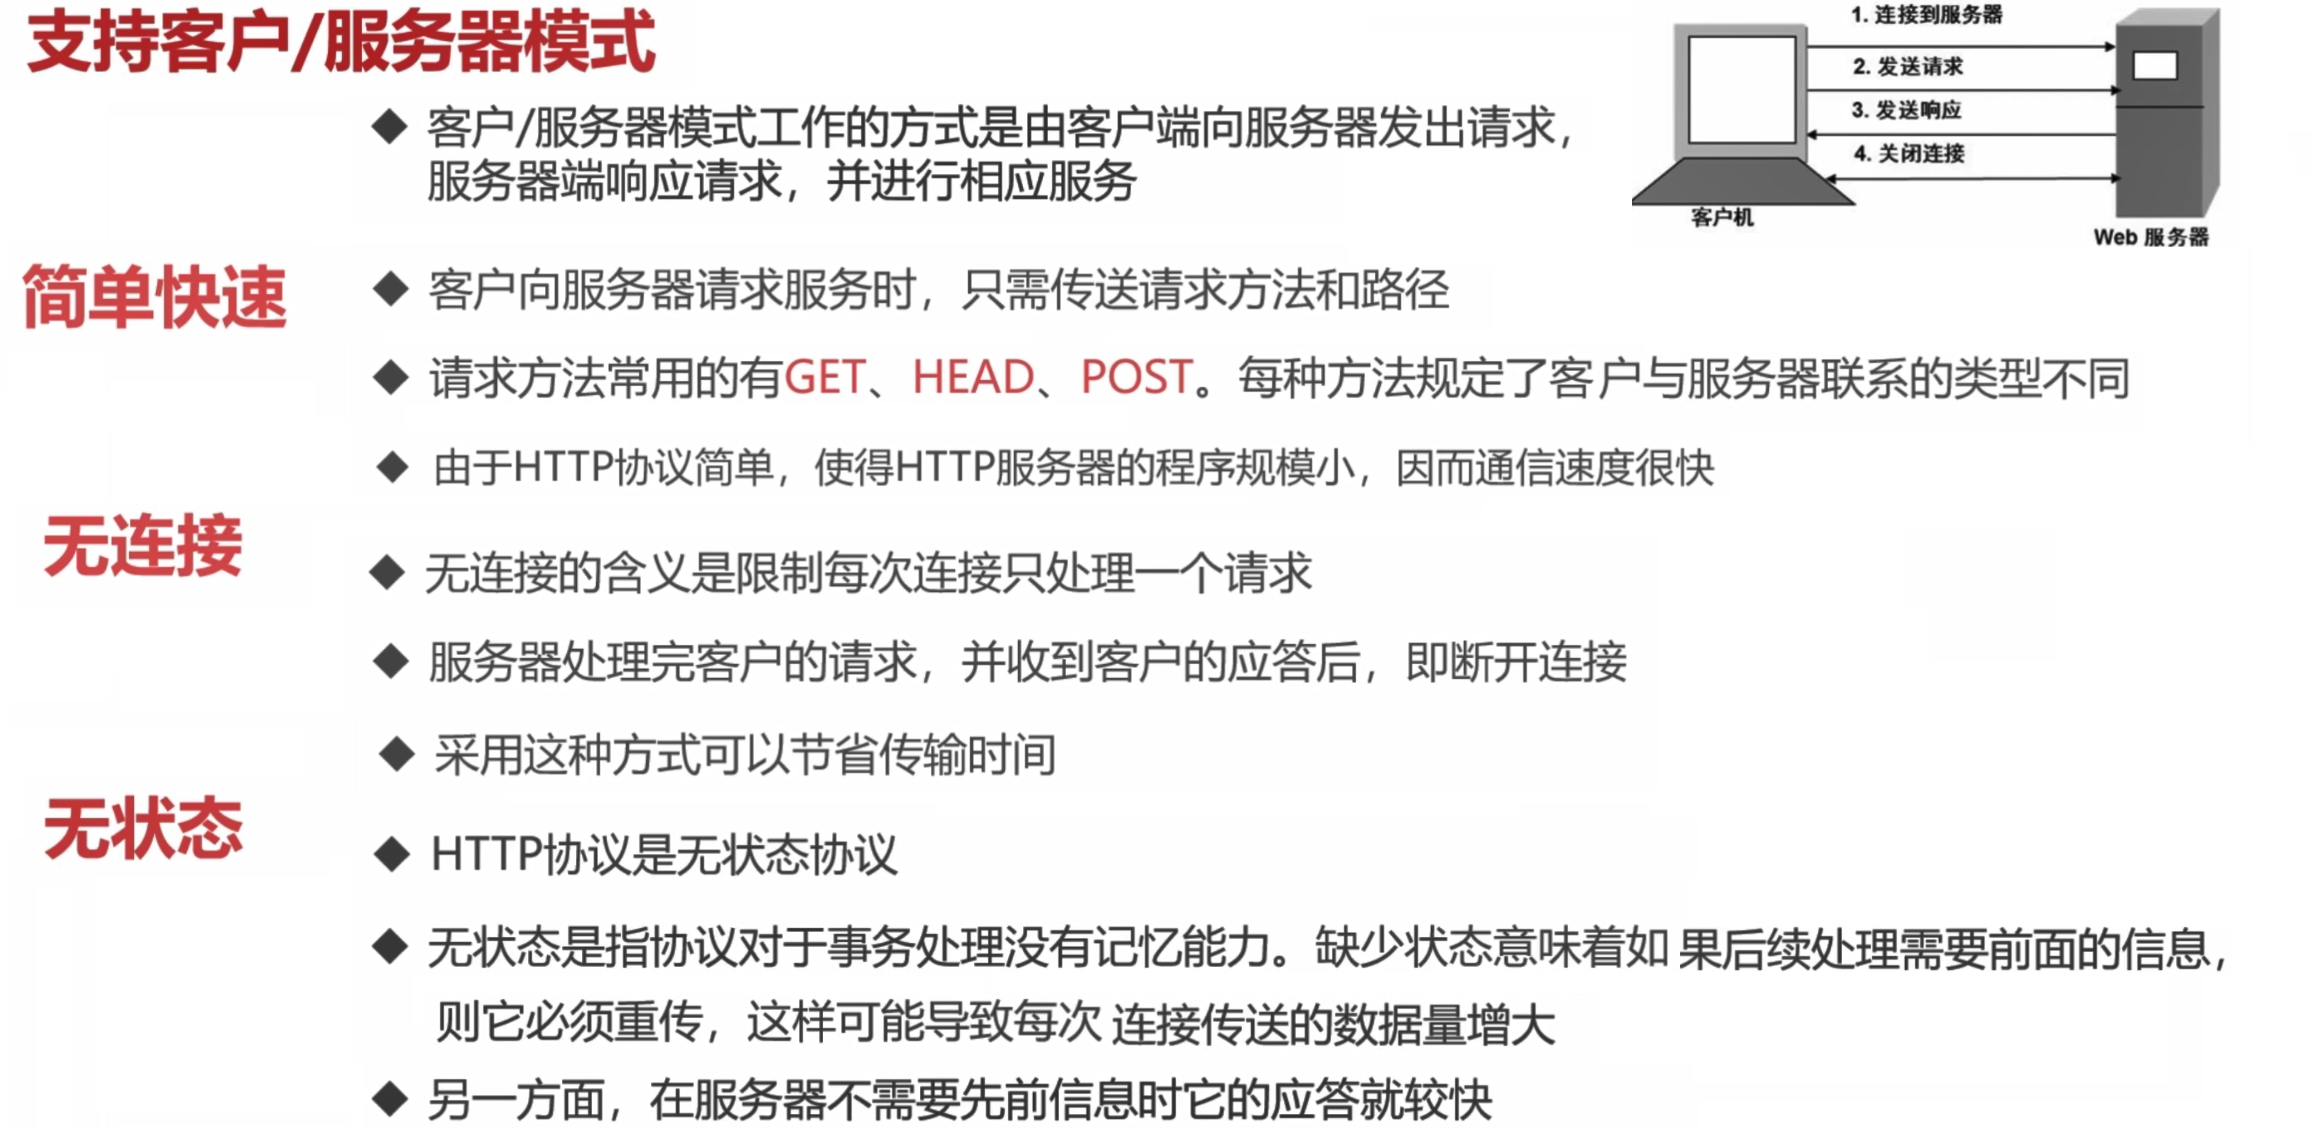 支持客户/服务器模式
1. 连接到服务器
2. 发送请求
3. 发送响应
4. 关闭连接
客户机
Web 服务器
◆ 客户/服务器模式工作的方式是由客户端向服务器发出请求，
服务器端响应请求，并进行相应服务
简单快速
◆ 客户向服务器请求服务时，只需传送请求方法和路径
◆ 请求方法常用的有GET、HEAD、POST。每种方法规定了客户与服务器联系的类型不同
◆ 由于HTTP协议简单，使得HTTP服务器的程序规模小，因而通信速度很快
无连接
◆ 无连接的含义是限制每次连接只处理一个请求
◆ 服务器处理完客户的请求，并收到客户的应答后，即断开连接
◆ 采用这种方式可以节省传输时间
无状态
◆ HTTP协议是无状态协议
◆ 无状态是指协议对于事务处理没有记忆能力。缺少状态意味着如果后续处理需要前面的信息，
则它必须重传，这样可能导致每次连接传送的数据量增大
◆ 另一方面，在服务器不需要先前信息时它的应答就较快